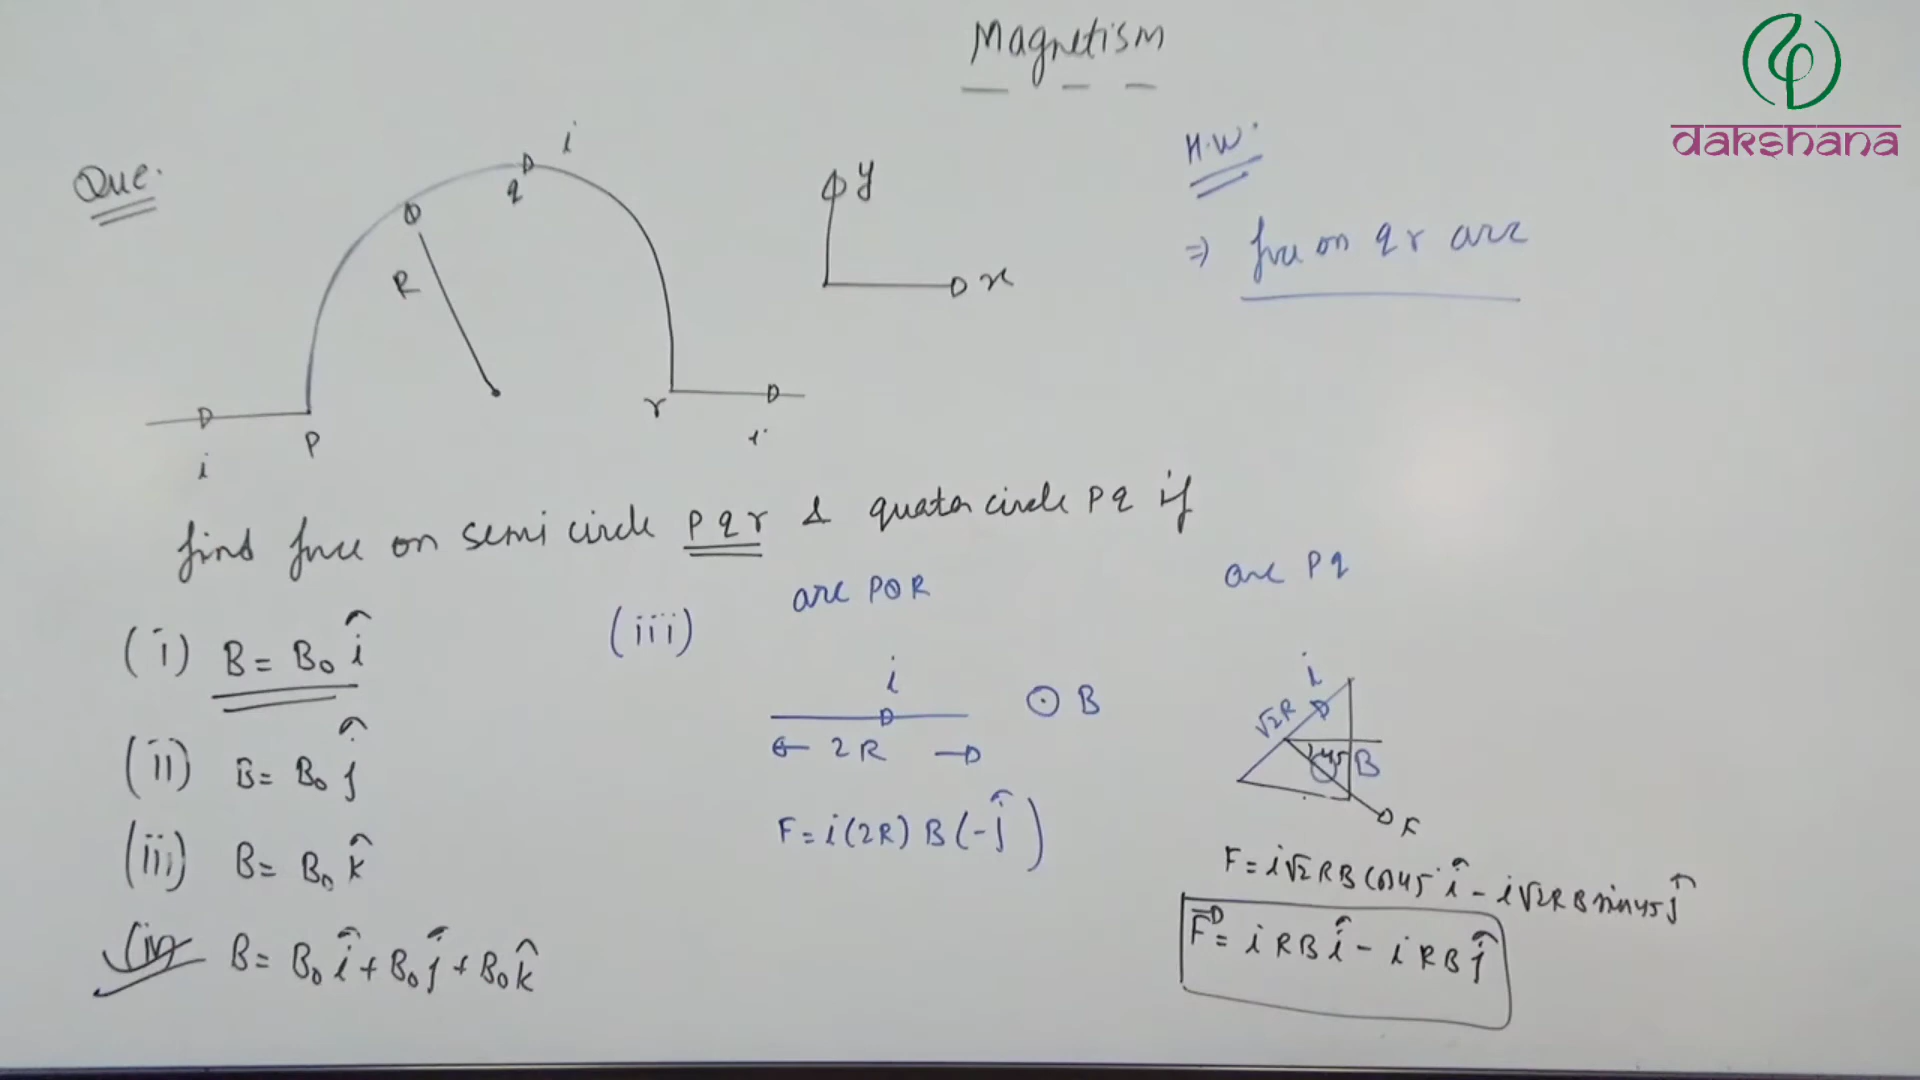 Magnetism
dakshana
Que.
i
q
R
y
x
H.W.
⇒ force on qr arc
i
P
r
i
find force on semi circle pqr & quater circle pq if
(i) B = B₀ î
(ii) B = B₀ ĵ
(iii) B = B₀ k̂
(iv) B = B₀ î + B₀ ĵ + B₀ k̂
(iii)
arc PQR
i
⊙ B
← 2R →
F = i(2R) B (-ĵ)
arc Pq
i
√2R
45
B
F
F = i√2RB cos45 î - i√2RB sin45 ĵ
F⃗ = iRB î - iRB ĵ